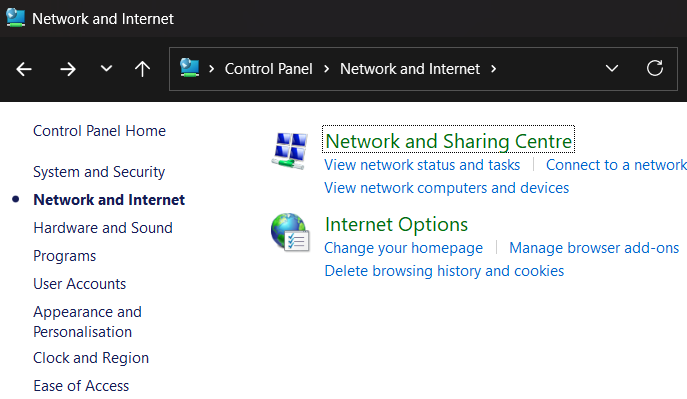 Network and Internet
Control Panel > Network and Internet >
Control Panel Home
System and Security
Network and Internet
Hardware and Sound
Programs
User Accounts
Appearance and
Personalisation
Clock and Region
Ease of Access
Network and Sharing Centre
View network status and tasks
Connect to a network
View network computers and devices
Internet Options
Change your homepage
Manage browser add-ons
Delete browsing history and cookies